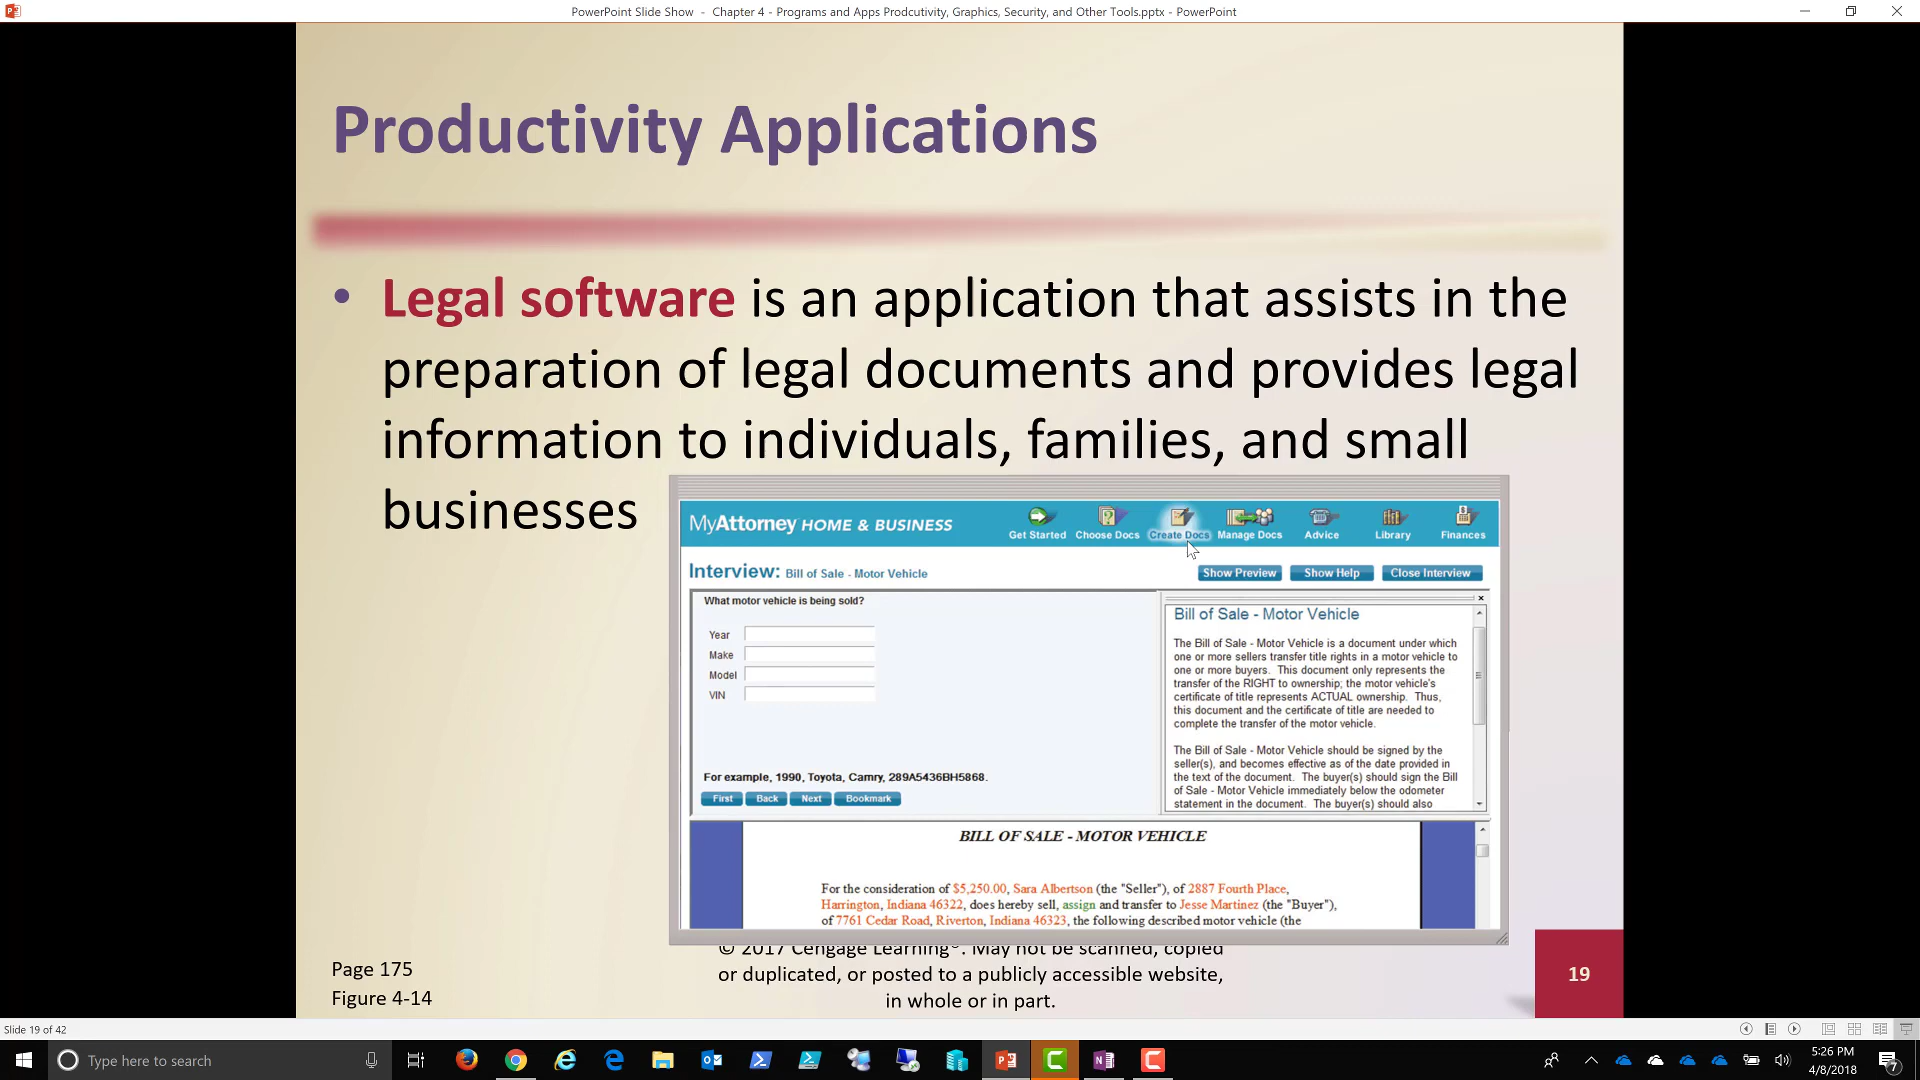 PowerPoint Slide Show - Chapter 4 - Programs and Apps Prodcutivity, Graphics, Security, and Other Tools.pptx - PowerPoint
Productivity Applications
• Legal software is an application that assists in the
preparation of legal documents and provides legal
information to individuals, families, and small
businesses
MyAttorney HOME & BUSINESS
Get Started Choose Docs Create Docs Manage Docs Advice Library Finances
Interview: Bill of Sale - Motor Vehicle
Show Preview Show Help Close Interview
What motor vehicle is being sold?
Year
Make
Model
VIN
For example, 1990, Toyota, Camry, 289A5436BH5868.
First Back Next Bookmark
Bill of Sale - Motor Vehicle
The Bill of Sale - Motor Vehicle is a document under which
one or more sellers transfer title rights in a motor vehicle to
one or more buyers. This document only represents the
transfer of the RIGHT to ownership; the motor vehicle's
certificate of title represents ACTUAL ownership. Thus,
this document and the certificate of title are needed to
complete the transfer of the motor vehicle.
The Bill of Sale - Motor Vehicle should be signed by the
seller(s), and becomes effective as of the date provided in
the text of the document. The buyer(s) should sign the Bill
of Sale - Motor Vehicle immediately below the odometer
statement in the document. The buyer(s) should also
BILL OF SALE - MOTOR VEHICLE
For the consideration of $5,250.00, Sara Albertson (the "Seller"), of 2887 Fourth Place,
Harrington, Indiana 46322, does hereby sell, assign and transfer to Jesse Martinez (the "Buyer"),
of 7761 Cedar Road, Riverton, Indiana 46323, the following described motor vehicle (the
Page 175
Figure 4-14
© 2017 Cengage Learning®. May not be scanned, copied
or duplicated, or posted to a publicly accessible website,
in whole or in part.
19
Slide 19 of 42
Type here to search
5:26 PM
4/8/2018
7